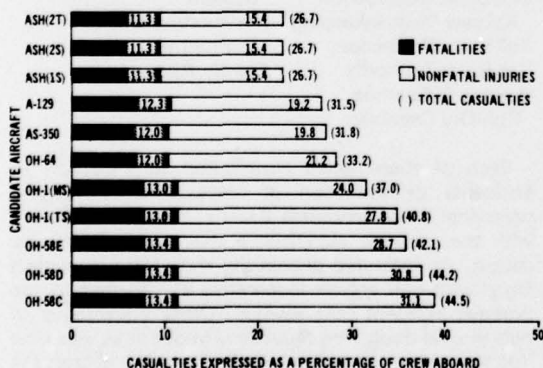 ASH(2T) 11.3 15.4 (26.7)
ASH(2S) 11.3 15.4 (26.7)
ASH(1S) 11.3 15.4 (26.7)
A-129 12.3 19.2 (31.5)
AS-350 12.0 19.8 (31.8)
OH-64 12.0 21.2 (33.2)
OH-1(MS) 13.0 24.0 (37.0)
OH-1(TS) 13.0 27.8 (40.8)
OH-58E 13.4 28.7 (42.1)
OH-58D 13.4 30.8 (44.2)
OH-58C 13.4 31.1 (44.5)
FATALITIES
NONFATAL INJURIES
( ) TOTAL CASUALTIES
CANDIDATE AIRCRAFT
0 10 20 30 40 50
CASUALTIES EXPRESSED AS A PERCENTAGE OF CREW ABOARD